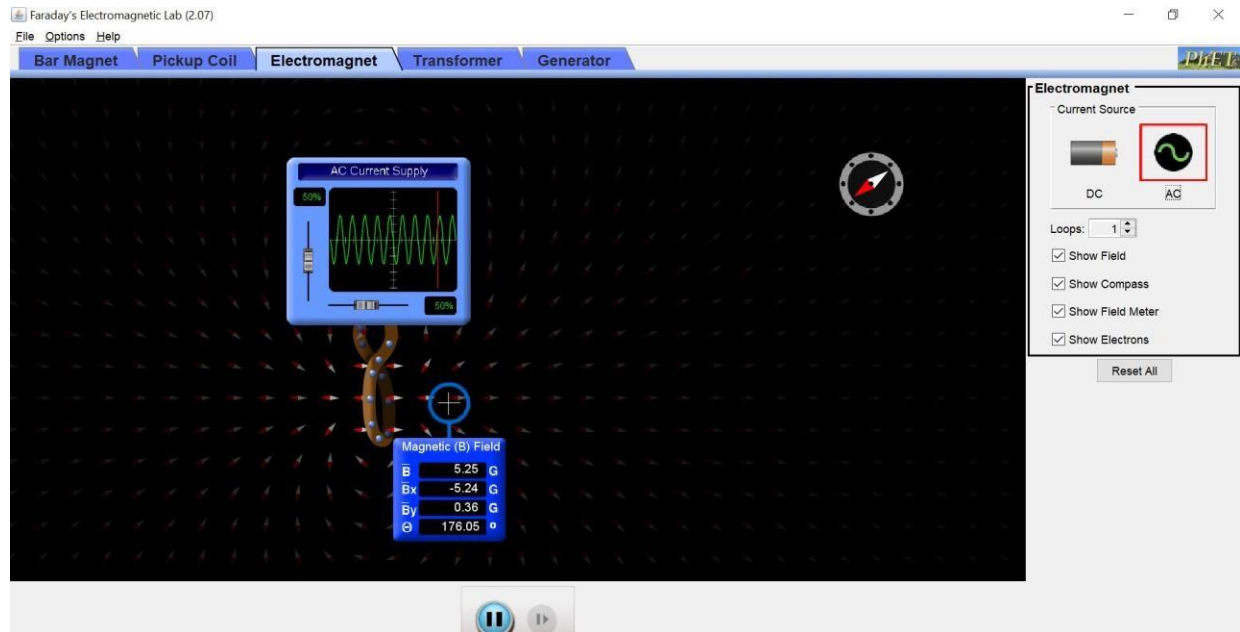 Faraday's Electromagnetic Lab (2.07)
File Options Help
Bar Magnet Pickup Coil Electromagnet Transformer Generator
PhET
Electromagnet
Current Source
DC AC
Loops: 1
Show Field
Show Compass
Show Field Meter
Show Electrons
Reset All
AC Current Supply
50%
50%
Magnetic (B) Field
B 5.25 G
Bx -5.24 G
By 0.36 G
Θ 176.05 °